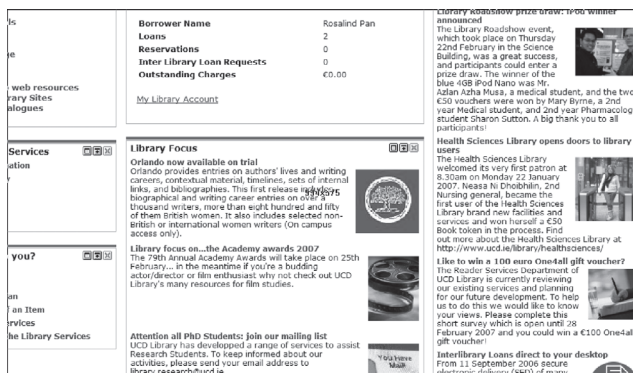 ls
ge
web resources
rary Sites
alogues
Services
ation
you?
an
an Item
ervices
he Library Services
Borrower Name Rosalind Pan
Loans 2
Reservations 0
Inter Library Loan Requests 0
Outstanding Charges €0.00
My Library Account
Library Focus
Orlando now available on trial
Orlando provides entries on authors' lives and writing
careers, contextual material, timelines, sets of internal
links, and bibliographies. This first release includes
biographical and writing career entries on over a
thousand writers, more than eight hundred and fifty
of them British women. It also includes selected non-
British or international women writers (On campus
access only).
334x575
Library focus on...the Academy awards 2007
The 79th Annual Academy Awards will take place on 25th
February... in the meantime if you're a budding
actor/director or film enthusiast why not check out UCD
Library's many resources for film studies.
Attention all PhD Students: join our mailing list
UCD Library has developped a range of services to assist
Research Students. To keep informed about our
activities, please send your email address to
library.research@ucd.ie
You Have
Mail
Library Roadshow prize draw: iPod winner
announced
The Library Roadshow event,
which took place on Thursday
22nd February in the Science
Building, was a great success,
and participants could enter a
prize draw. The winner of the
blue 4GB iPod Nano was Mr.
Azlan Azha Musa, a medical student, and the two
€50 vouchers were won by Mary Byrne, a 2nd
year Medical student, and 2nd year Pharmacolog
student Sharon Sutton. A big thank you to all
participants!
Health Sciences Library opens doors to library
users
The Health Sciences Library
welcomed its very first patron at
8.30am on Monday 22 January
2007. Neasa Ni Dhoibhilin, 2nd
Nursing general, became the
first user of the Health Sciences
Library brand new facilities and
services and won herself a €50
Book token in the process. Find
out more about the Health Sciences Library at
http://www.ucd.ie/library/healthsciences/
Like to win a 100 euro One4all gift voucher?
The Reader Services Department of
UCD Library is currently reviewing
our existing services and planning
for our future development. To help
us to do this we would like to know
your views. Please complete this
short survey which is open until 28
February 2007 and you could win a €100 One4all
gift voucher!
Interlibrary Loans direct to your desktop
From 11 September 2006 secure
electronic delivery (SED) of many